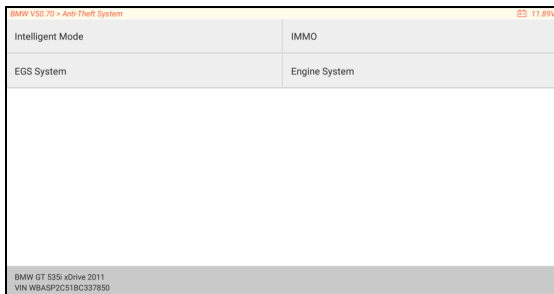 BMW V50.70 > Anti-Theft System 11.89V
Intelligent Mode IMMO
EGS System Engine System
BMW GT 535i xDrive 2011
VIN WBASP2C51BC337850